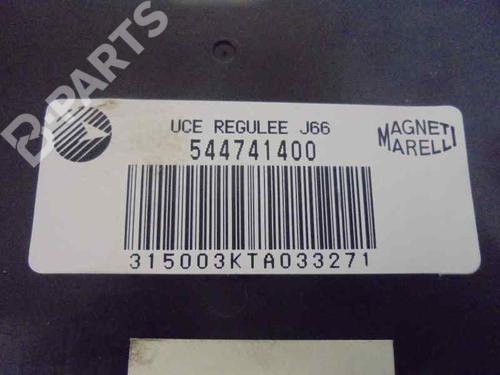 B-PARTS
UCE REGULEE J66
544741400
MAGNETI
MARELLI
315003KTA033271